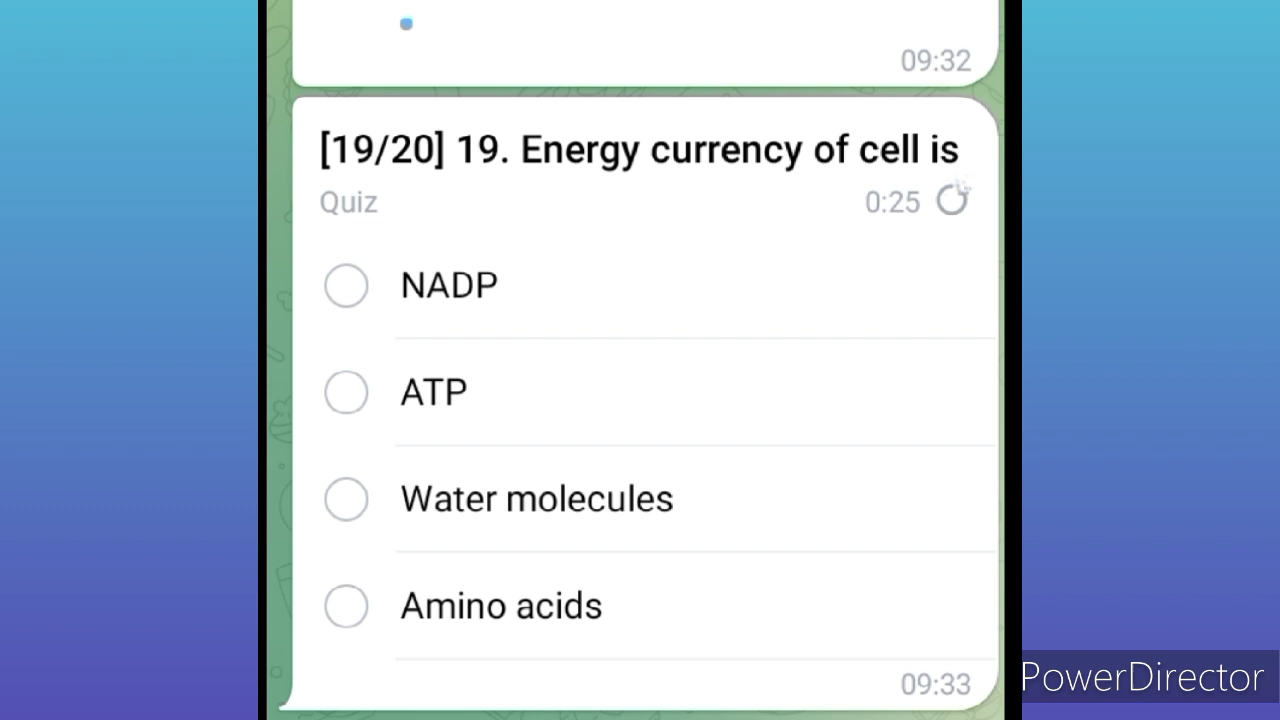 09:32
[19/20] 19. Energy currency of cell is
Quiz 0:25
NADP
ATP
Water molecules
Amino acids
09:33
PowerDirector